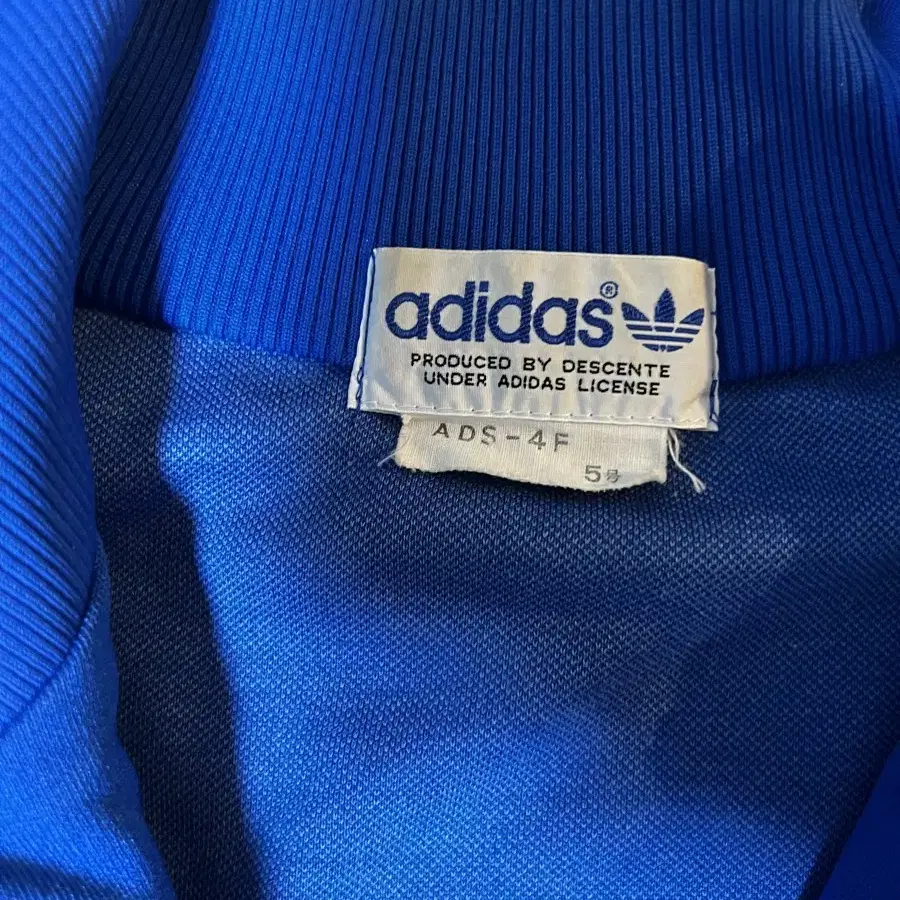 adidas®
PRODUCED BY DESCENTE
UNDER ADIDAS LICENSE
ADS-4F
5号